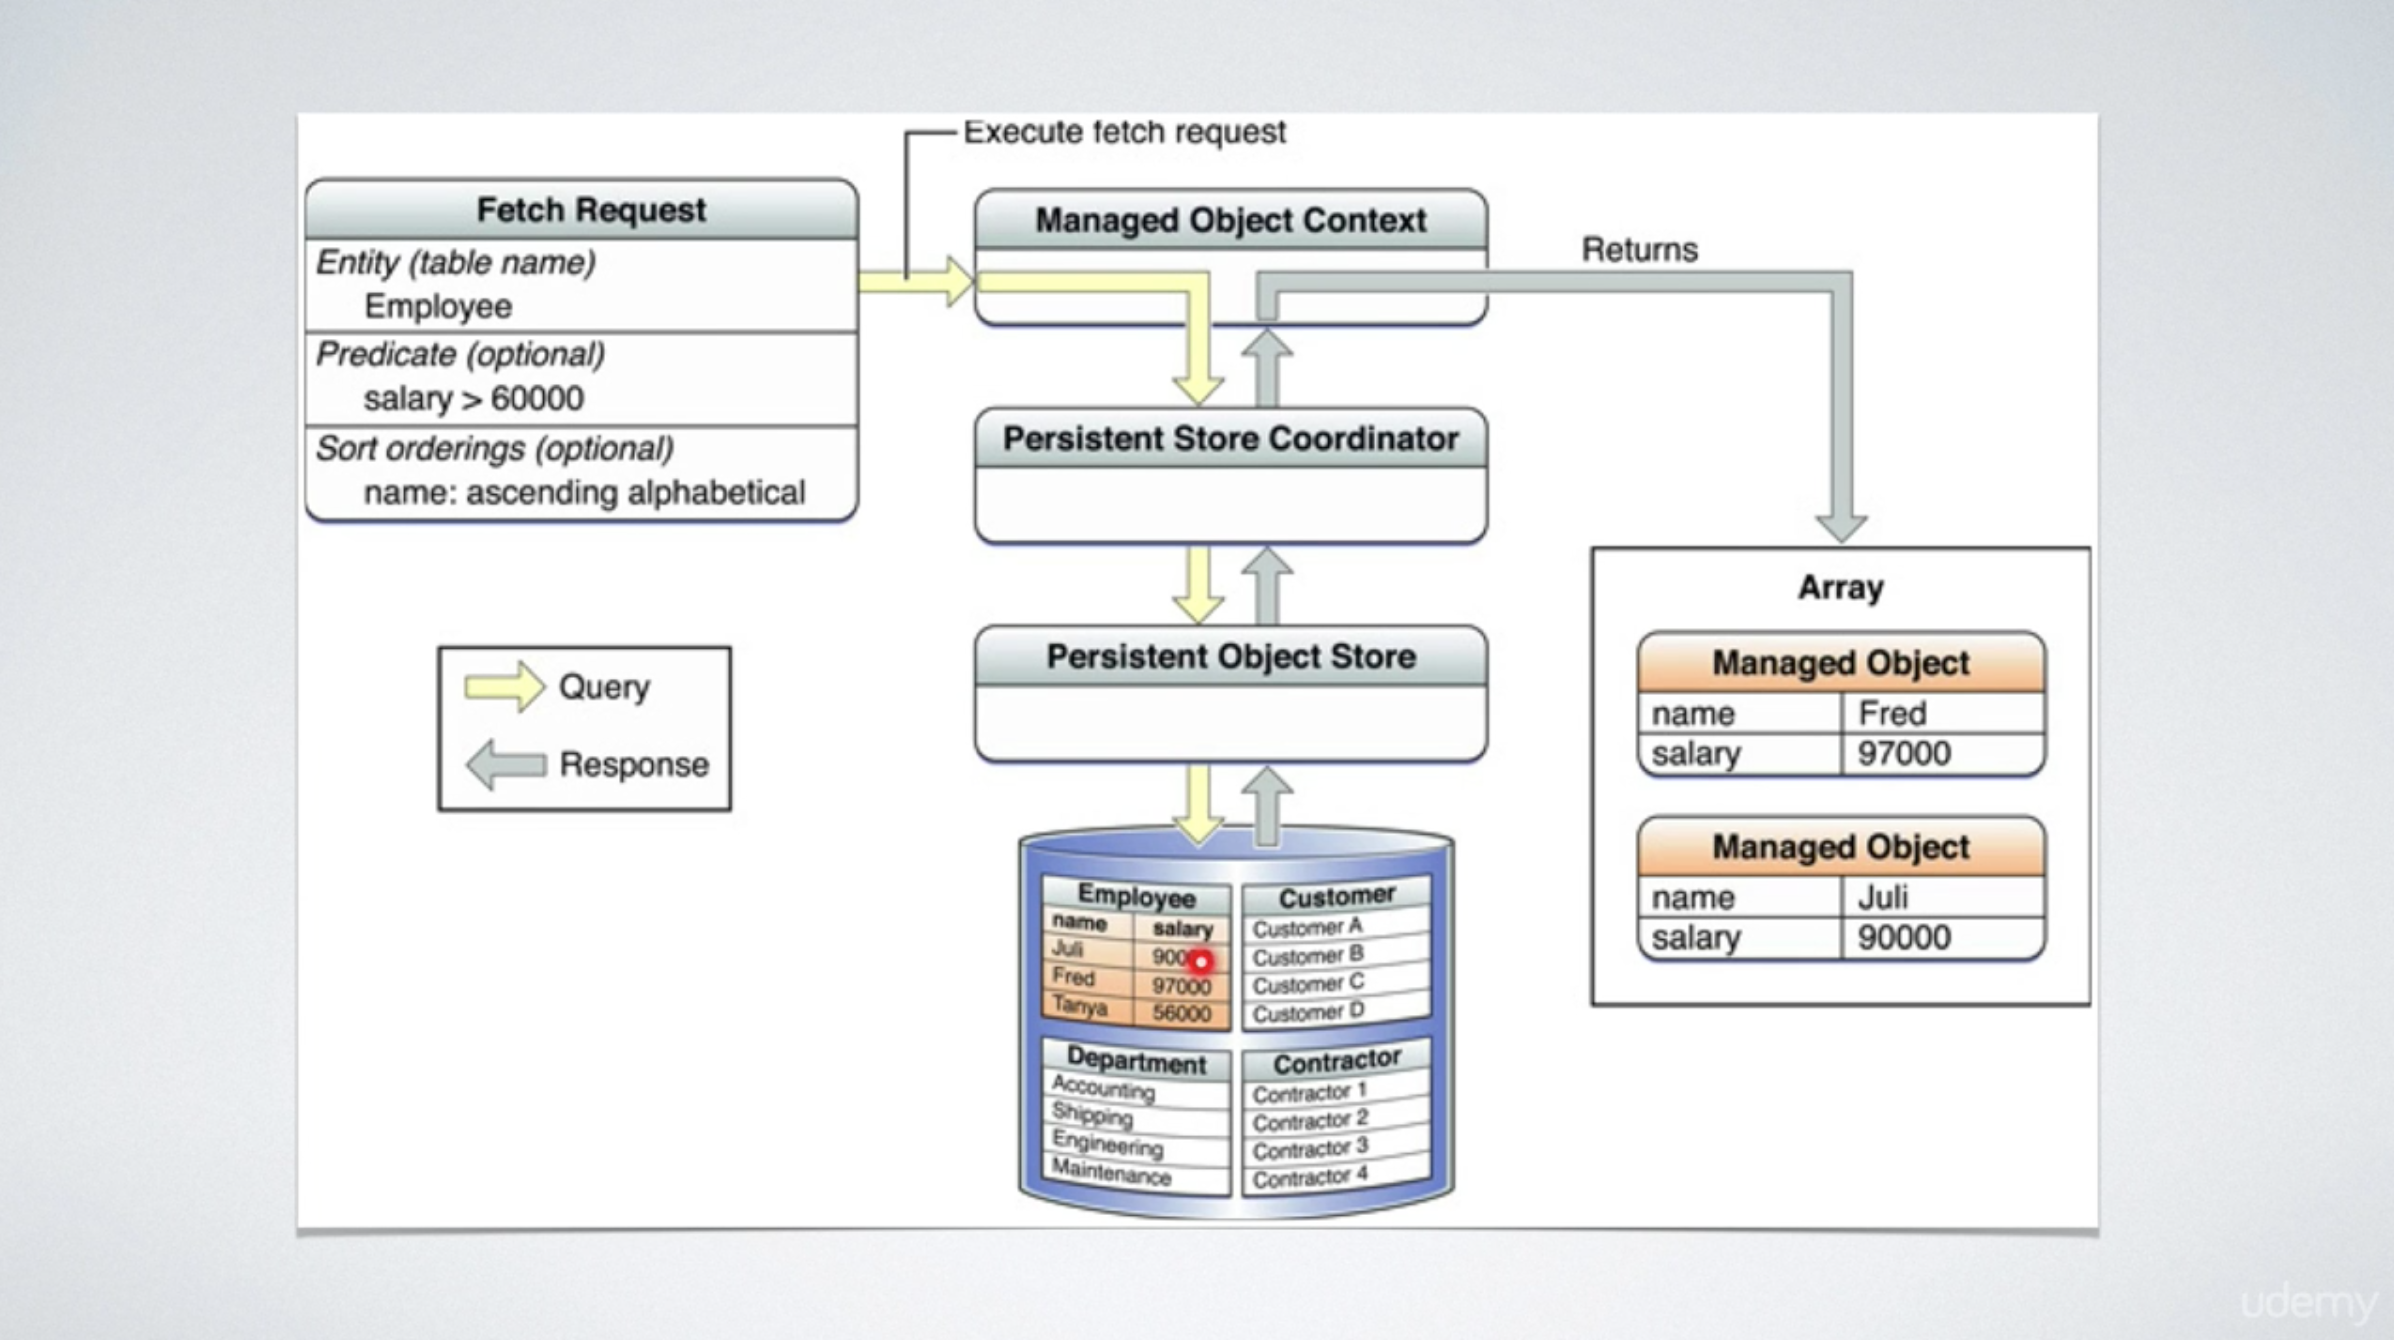 Execute fetch request
Fetch Request
Entity (table name)
Employee
Predicate (optional)
salary > 60000
Sort orderings (optional)
name: ascending alphabetical
Managed Object Context
Returns
Persistent Store Coordinator
Persistent Object Store
Query
Response
Employee
name salary
Juli
Fred 97000
Tanya 56000
Customer
Customer A
Customer B
Customer C
Customer D
Department
Accounting
Shipping
Engineering
Maintenance
Contractor
Contractor 1
Contractor 2
Contractor 3
Contractor 4
Array
Managed Object
name Fred
salary 97000
Managed Object
name Juli
salary 90000
udemy